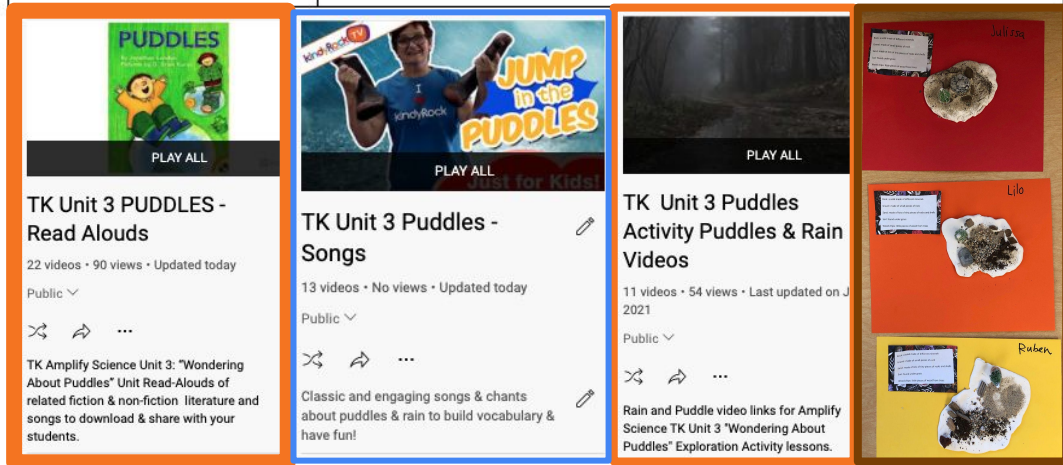 PUDDLES
By Jonathan London
PLAY ALL
TK Unit 3 PUDDLES -
Read Alouds
22 videos • 90 views • Updated today
Public
TK Amplify Science Unit 3: “Wondering
About Puddles” Unit Read-Alouds of
related fiction & non-fiction literature and
songs to download & share with your
students.
kindyRock TV
I
kindyRock
JUMP
in the
PUDDLES
PLAY ALL
Just for Kids!
TK Unit 3 Puddles -
Songs
13 videos • No views • Updated today
Public
Classic and engaging songs & chants
about puddles & rain to build vocabulary &
have fun!
PLAY ALL
TK Unit 3 Puddles
Activity Puddles & Rain
Videos
11 videos • 54 views • Last updated on J
2021
Public
Rain and Puddle video links for Amplify
Science TK Unit 3 "Wondering About
Puddles" Exploration Activity lessons.
Julissa
Lilo
Ruben